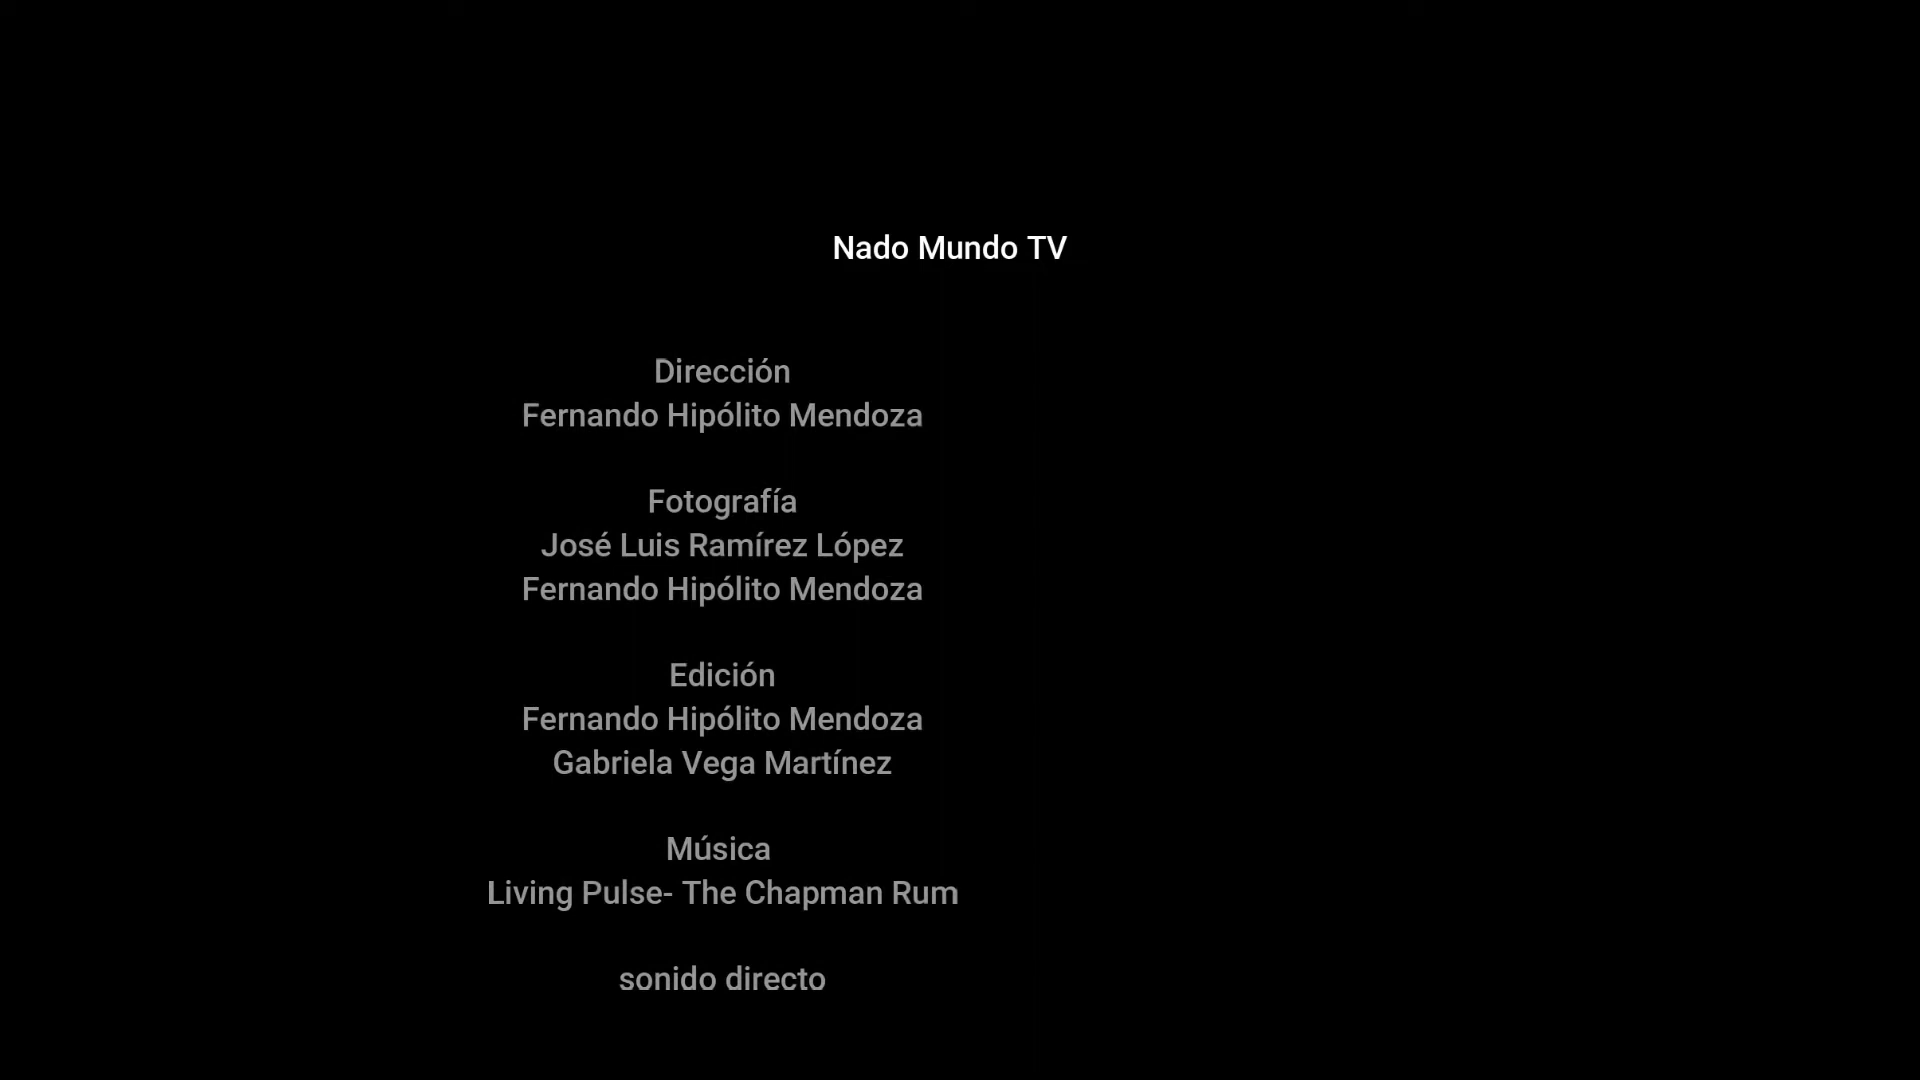 Nado Mundo TV
Dirección
Fernando Hipólito Mendoza
Fotografía
José Luis Ramírez López
Fernando Hipólito Mendoza
Edición
Fernando Hipólito Mendoza
Gabriela Vega Martínez
Música
Living Pulse- The Chapman Rum
sonido directo